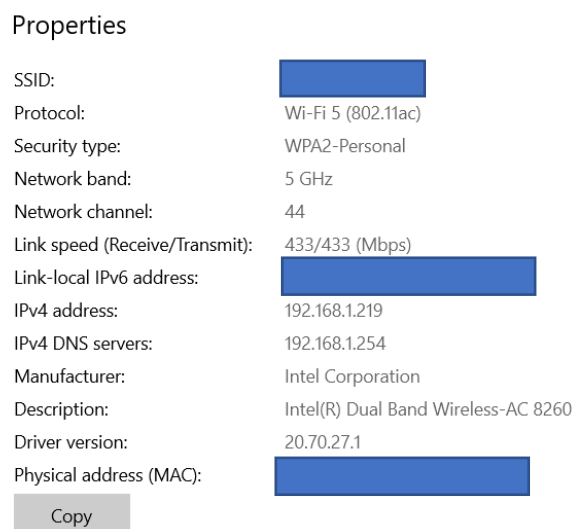 Properties
SSID:
Protocol: Wi-Fi 5 (802.11ac)
Security type: WPA2-Personal
Network band: 5 GHz
Network channel: 44
Link speed (Receive/Transmit): 433/433 (Mbps)
Link-local IPv6 address:
IPv4 address: 192.168.1.219
IPv4 DNS servers: 192.168.1.254
Manufacturer: Intel Corporation
Description: Intel(R) Dual Band Wireless-AC 8260
Driver version: 20.70.27.1
Physical address (MAC):
Copy